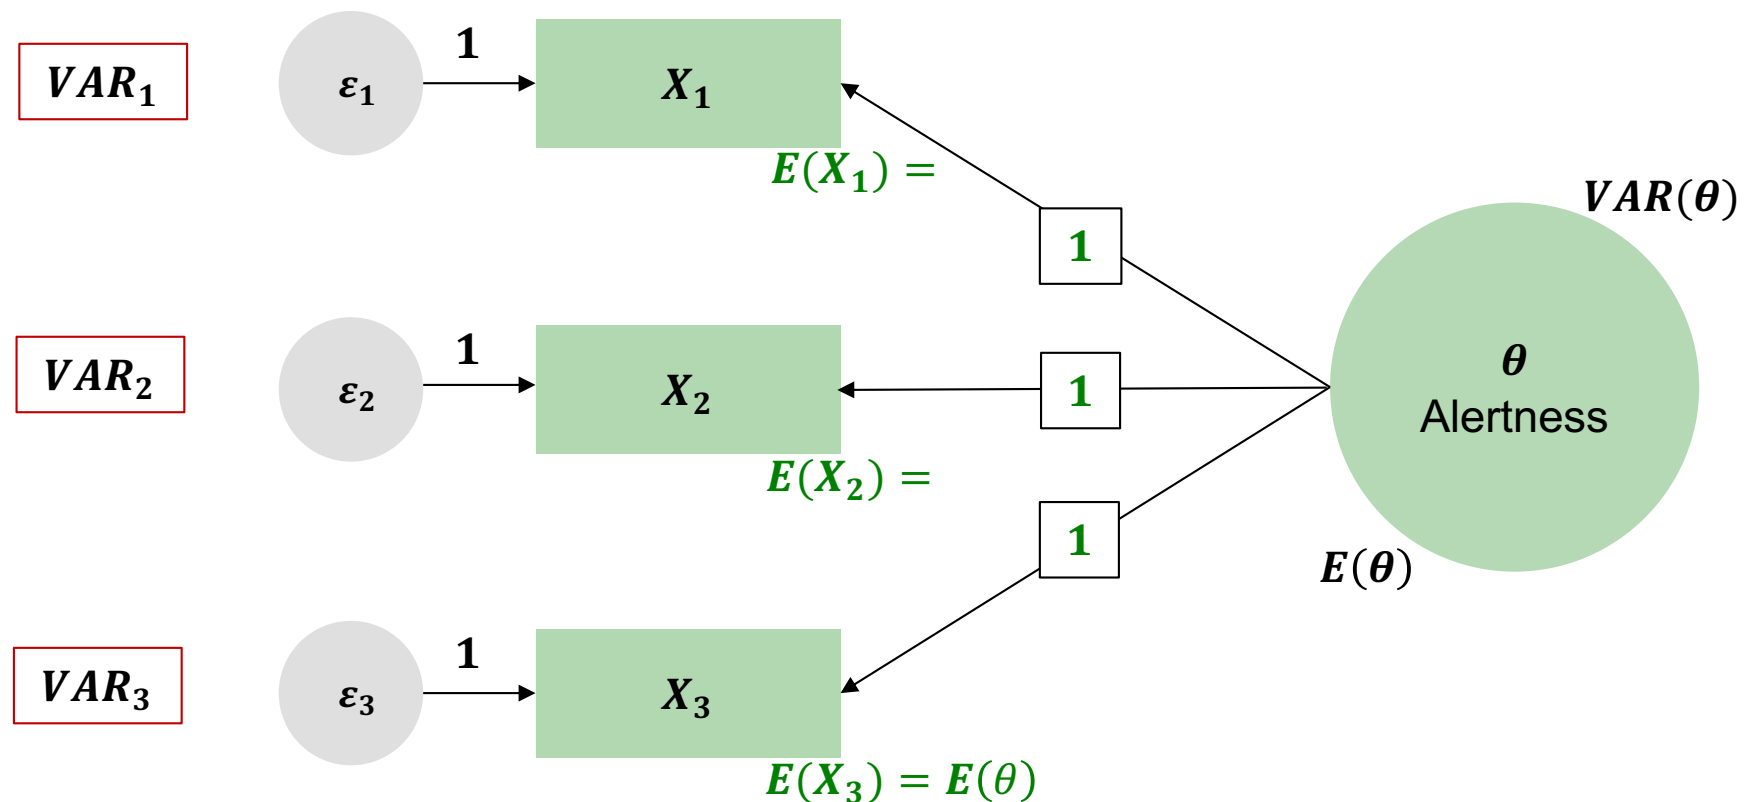 VAR₁
ε₁
1
X₁
E(X₁) =
1
VAR(θ)
VAR₂
ε₂
1
X₂
E(X₂) =
1
θ
Alertness
E(θ)
1
VAR₃
ε₃
1
X₃
E(X₃) = E(θ)